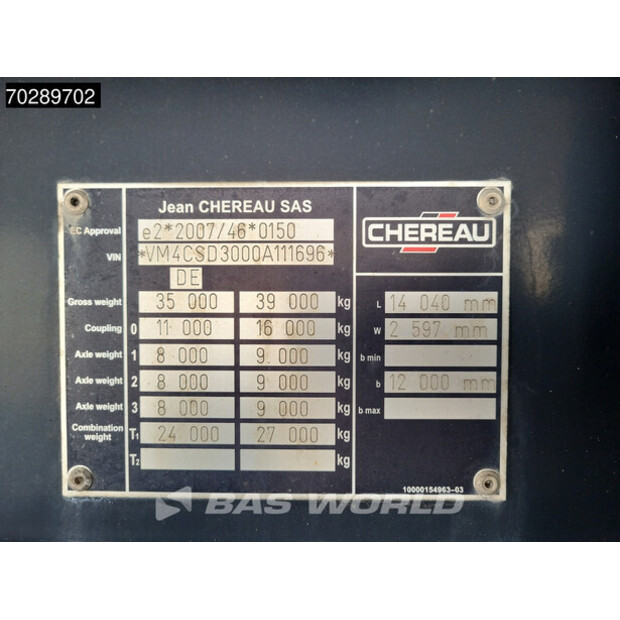 70289702
Jean CHEREAU SAS
EC Approval e2*2007/46*0150
VIN *VM4CSD3000A111696*
DE
Gross weight 35 000 39 000 kg
Coupling 0 11 000 16 000 kg
Axle weight 1 8 000 9 000 kg
Axle weight 2 8 000 9 000 kg
Axle weight 3 8 000 9 000 kg
Combination weight T1 24 000 27 000 kg
T2 kg
CHEREAU
L 14 040 mm
W 2 597 mm
b min
b 12 000 mm
b max
10000154963-03
BAS WORLD